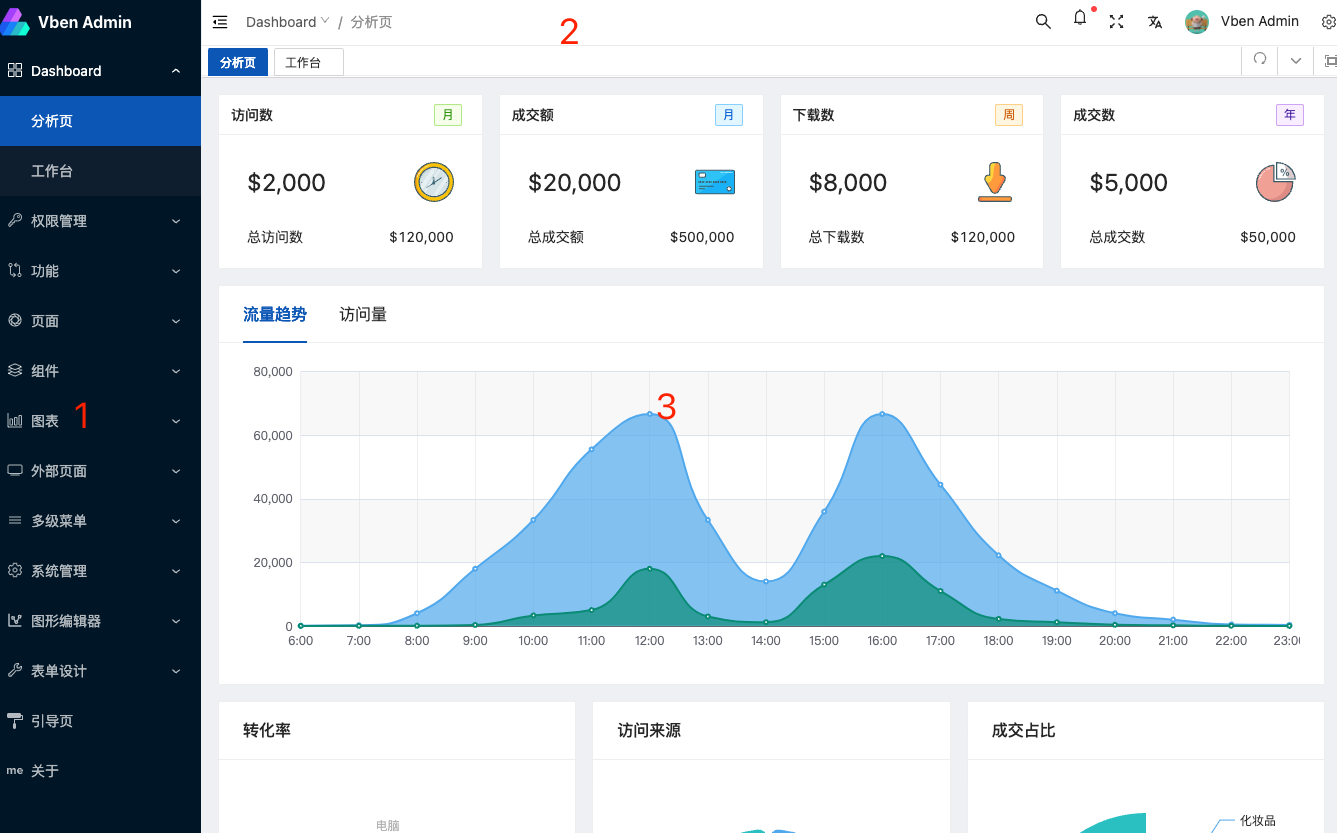 Vben Admin
Dashboard / 分析页
2
Vben Admin
Dashboard
分析页
工作台
权限管理
功能
页面
组件
图表
1
外部页面
多级菜单
系统管理
图形编辑器
表单设计
引导页
me 关于
分析页 工作台
访问数 月
$2,000
总访问数 $120,000
成交额 月
$20,000
总成交额 $500,000
下载数 周
$8,000
总下载数 $120,000
成交数 年
%
$5,000
总成交数 $50,000
流量趋势 访问量
3
80,000
60,000
40,000
20,000
0
6:00 7:00 8:00 9:00 10:00 11:00 12:00 13:00 14:00 15:00 16:00 17:00 18:00 19:00 20:00 21:00 22:00 23:00
转化率
电脑
访问来源
成交占比
化妆品